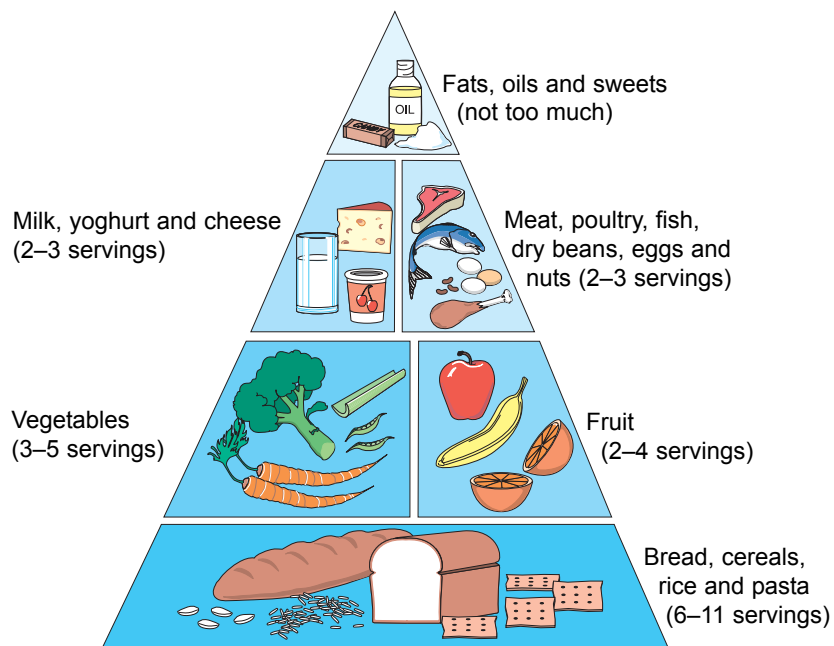 Fats, oils and sweets
(not too much)
OIL
CANDY
Milk, yoghurt and cheese
(2–3 servings)
Meat, poultry, fish,
dry beans, eggs and
nuts (2–3 servings)
Vegetables
(3–5 servings)
Fruit
(2–4 servings)
Bread, cereals,
rice and pasta
(6–11 servings)